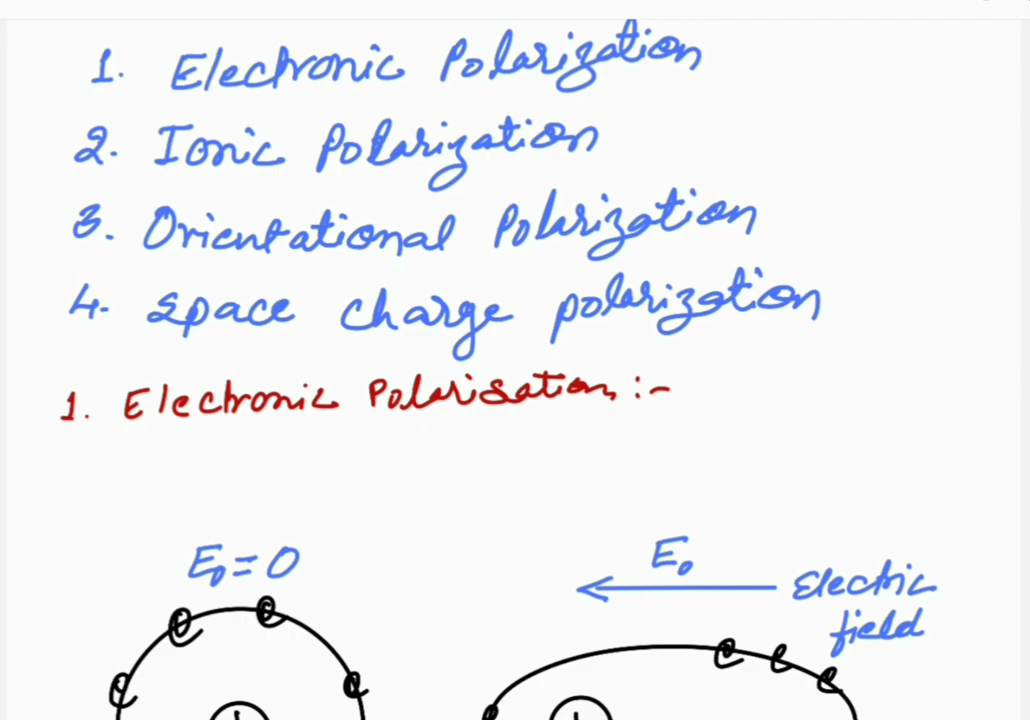 1. Electronic Polarization
2. Ionic Polarization
3. Orientational Polarization
4. Space charge polarization
1. Electronic Polarisation :-
E₀ = 0
E₀
Electric
field
e e
e e
e e e
e
+ +